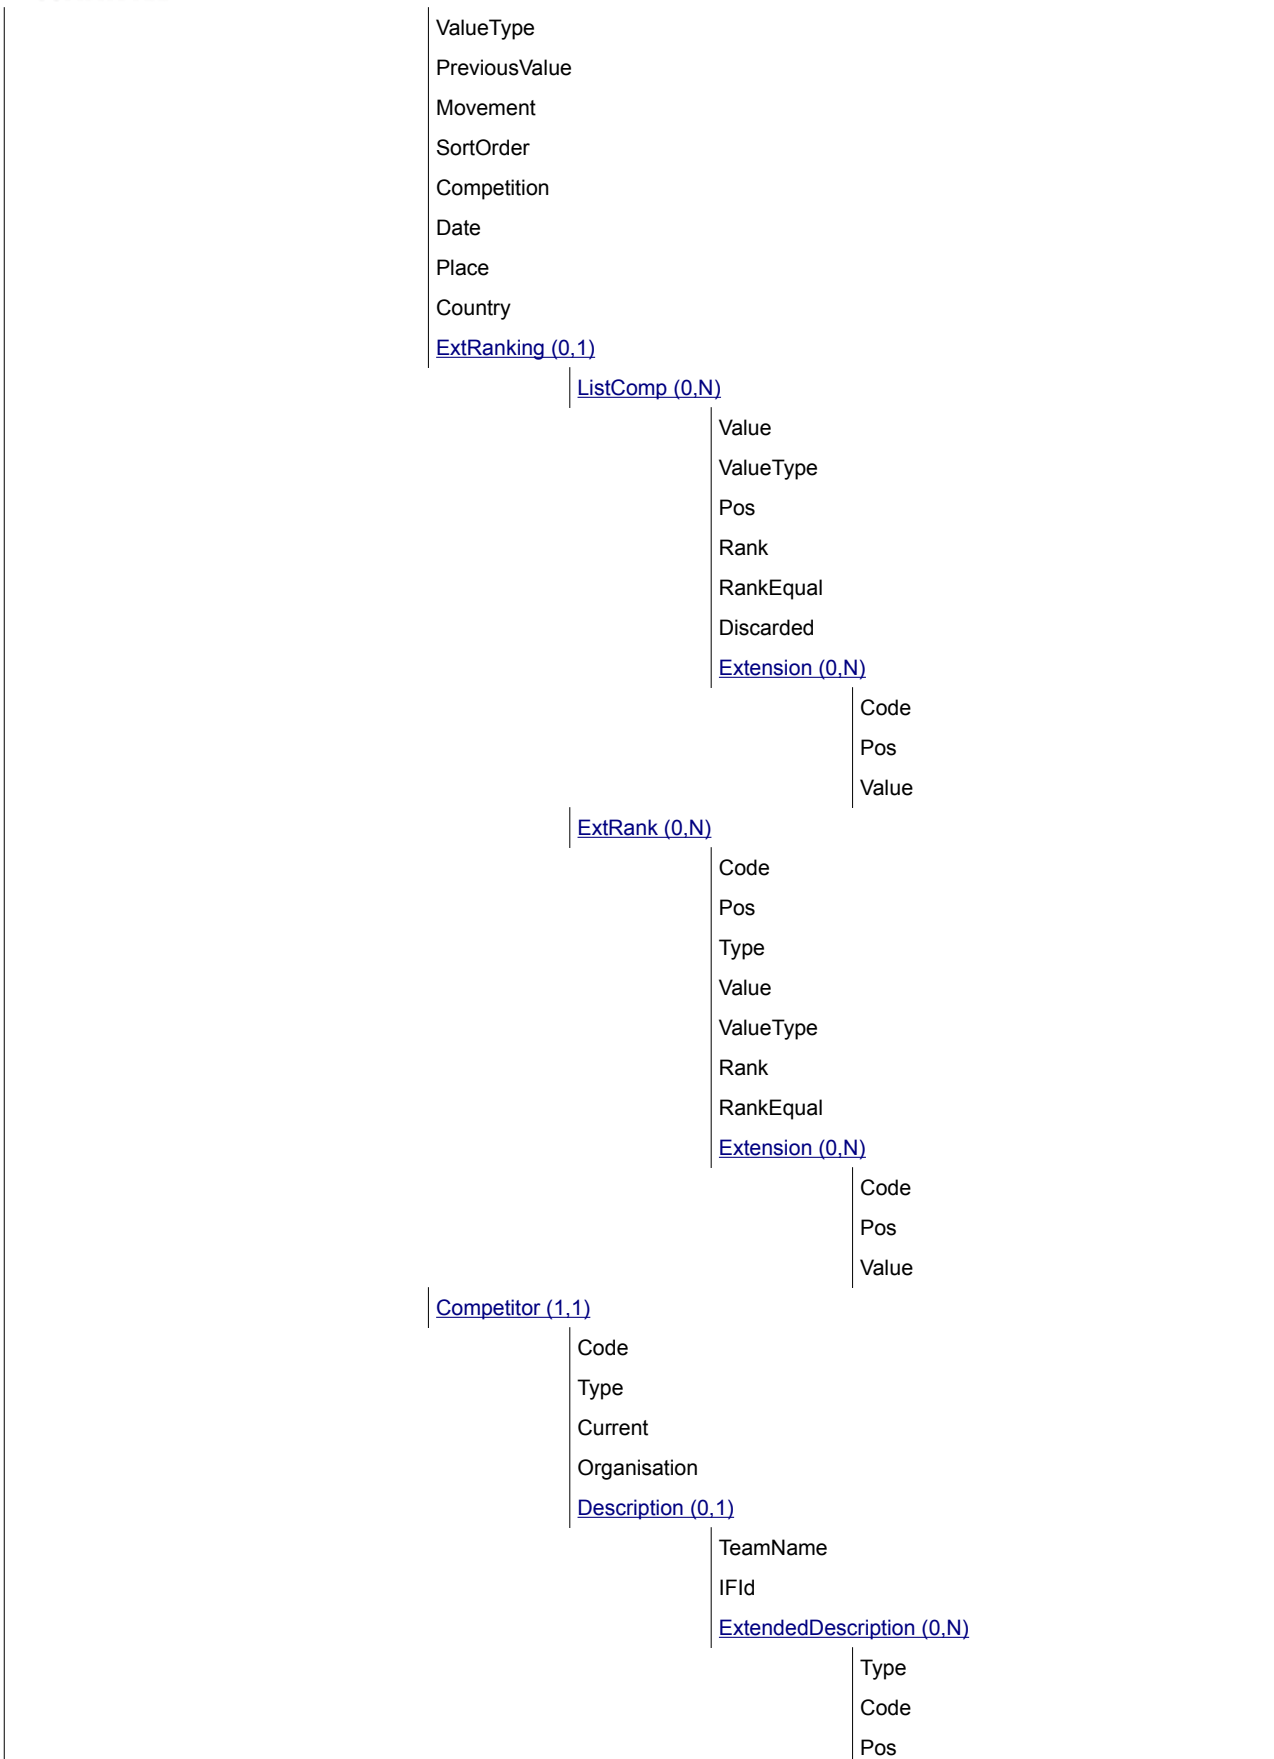 ValueType
PreviousValue
Movement
SortOrder
Competition
Date
Place
Country
ExtRanking (0,1)
ListComp (0,N)
Value
ValueType
Pos
Rank
RankEqual
Discarded
Extension (0,N)
Code
Pos
Value
ExtRank (0,N)
Code
Pos
Type
Value
ValueType
Rank
RankEqual
Extension (0,N)
Code
Pos
Value
Competitor (1,1)
Code
Type
Current
Organisation
Description (0,1)
TeamName
IFId
ExtendedDescription (0,N)
Type
Code
Pos